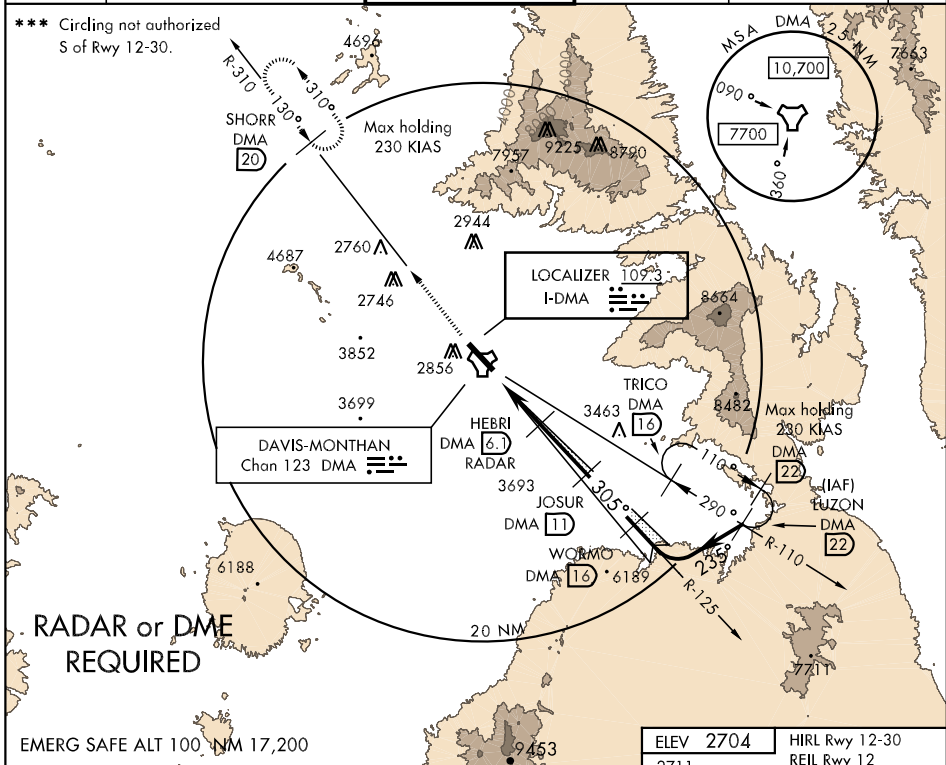 *** Circling not authorized
S of Rwy 12-30.
R-310
310°
130°
SHORR
DMA
20
4696
Max holding
230 KIAS
8000
7957
9225
8790
MSA DMA 25 NM
10,700
090°
7700
360°
7663
2944
2760
2746
4687
3852
2856
3699
LOCALIZER 109.3
I-DMA
8664
8482
TRICO
DMA
16
3463
Max holding
230 KIAS
DMA
22
DAVIS-MONTHAN
Chan 123 DMA
HEBRI
DMA 6.1
RADAR
3693
JOSUR
DMA 11
305°
110°
290°
(IAF)
LUZON
DMA
22
R-110
235°
WORMO
DMA 16
6189
R-125
6188
20 NM
7711
RADAR or DME
REQUIRED
EMERG SAFE ALT 100 NM 17,200
9453
ELEV 2704
HIRL Rwy 12-30
REIL Rwy 12